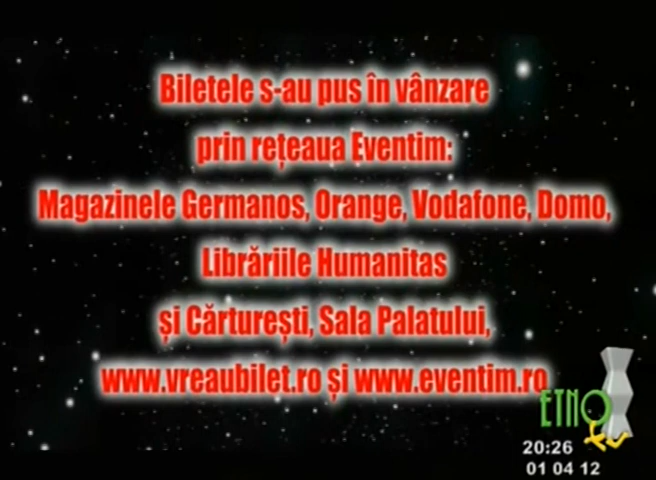 Biletele s-au pus în vânzare
prin rețeaua Eventim:
Magazinele Germanos, Orange, Vodafone, Domo,
Librăriile Humanitas
și Cărturești, Sala Palatului,
www.vreaubilet.ro și www.eventim.ro
ETNO
tv
20:26
01 04 12